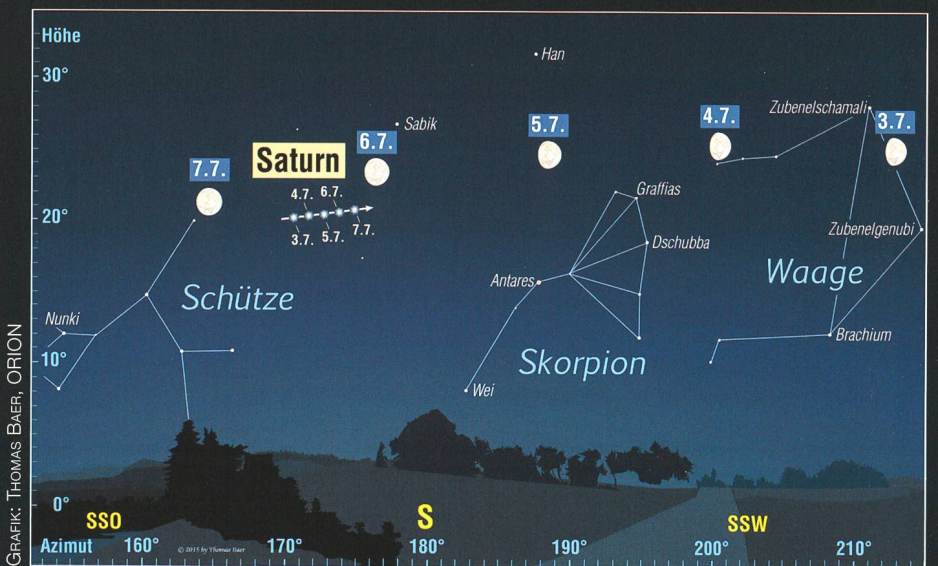 Höhe
30°
Han
Zubenelschamali
3.7.
4.7.
5.7.
6.7.
Sabik
Saturn
7.7.
4.7. 6.7.
3.7. 5.7. 7.7.
20°
Graffias
Dschubba
Zubenelgenubi
Waage
Antares
Schütze
Nunki
10°
Skorpion
Brachium
Wei
0°
SSO
S
SSW
Azimut 160° 170° 180° 190° 200° 210°
© 2015 by Thomas Baer
GRAFIK: THOMAS BAER, ORION